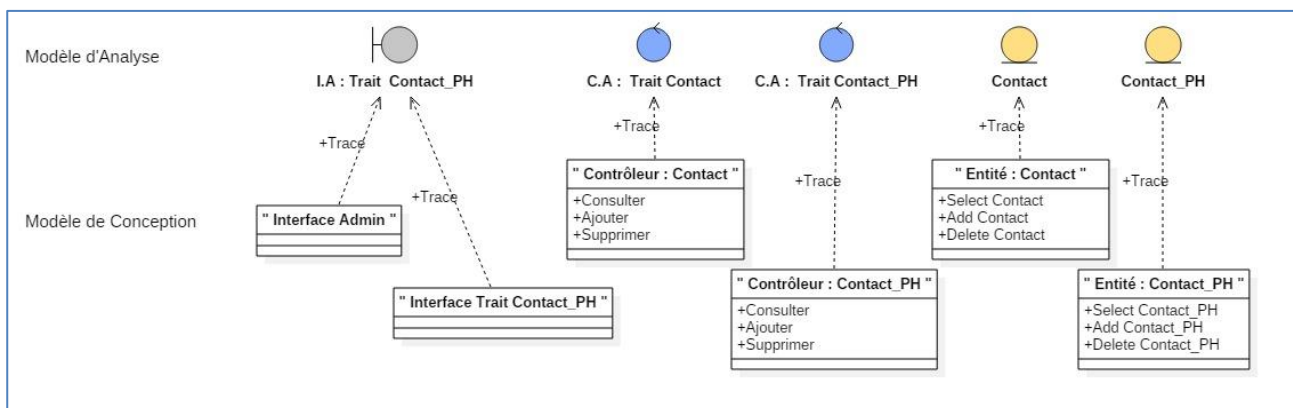 Modèle d'Analyse
I.A : Trait Contact_PH
C.A : Trait Contact
C.A : Trait Contact_PH
Contact
Contact_PH
+Trace
+Trace
+Trace
+Trace
+Trace
+Trace
Modèle de Conception
" Interface Admin "
" Interface Trait Contact_PH "
" Contrôleur : Contact "
+Consulter
+Ajouter
+Supprimer
" Contrôleur : Contact_PH "
+Consulter
+Ajouter
+Supprimer
" Entité : Contact "
+Select Contact
+Add Contact
+Delete Contact
" Entité : Contact_PH "
+Select Contact_PH
+Add Contact_PH
+Delete Contact_PH